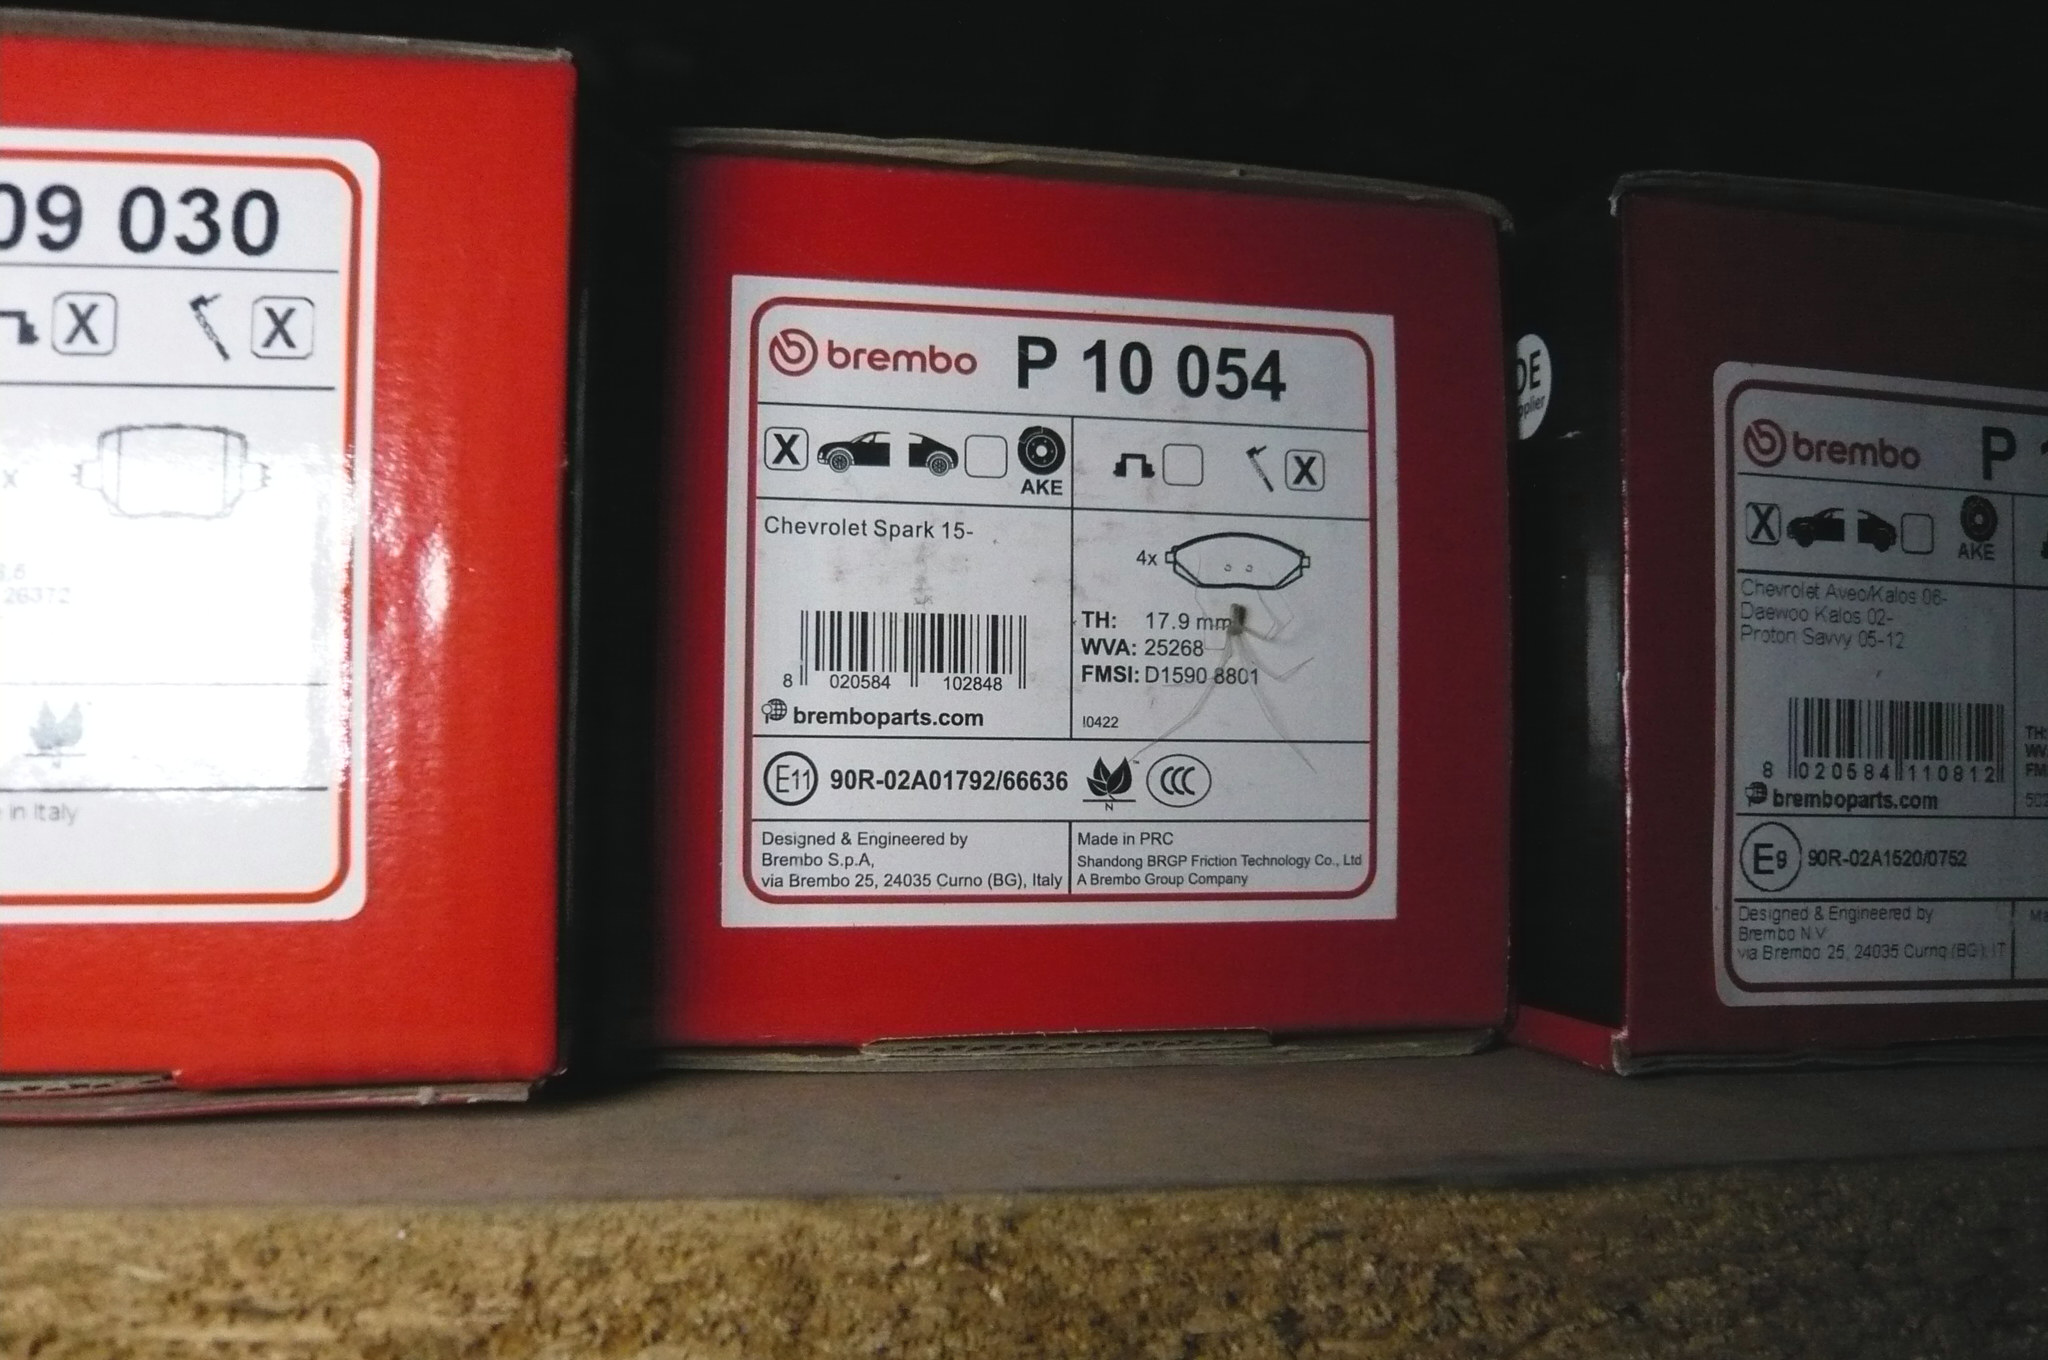 09 030
X X
x
26372
in Italy
brembo P 10 054
X AKE X
Chevrolet Spark 15-
4x
TH: 17.9 mm
WVA: 25268
FMSI: D1590 8801
8 020584 102848
bremboparts.com
I0422
E11 90R-02A01792/66636 N CCC
Designed & Engineered by
Brembo S.p.A,
via Brembo 25, 24035 Curno (BG), Italy
Made in PRC
Shandong BRGP Friction Technology Co., Ltd
A Brembo Group Company
DE
brembo P
X AKE
Chevrolet Aveo/Kalos 06-
Daewoo Kalos 02-
Proton Savvy 05-12
8 020584 110812
bremboparts.com
TH:
E9 90R-02A1520/0752
Designed & Engineered by
Brembo N.V.
via Brembo 25, 24035 Curno (BG), IT